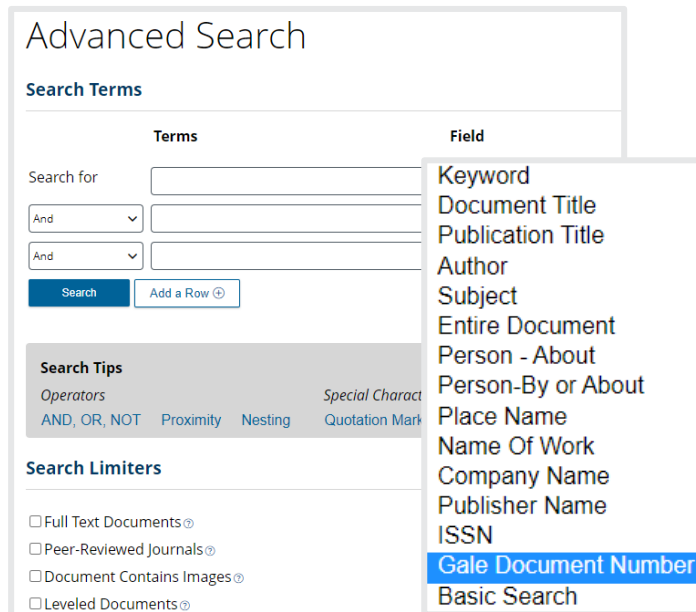 Advanced Search
Search Terms
Terms Field
Search for
And
And
Search Add a Row
Search Tips
Operators Special
AND, OR, NOT Proximity Nesting Quotation
Search Limiters
Full Text Documents
Peer-Reviewed Journals
Document Contains Images
Leveled Documents
Keyword
Document Title
Publication Title
Author
Subject
Entire Document
Person - About
Person-By or About
Place Name
Name Of Work
Company Name
Publisher Name
ISSN
Gale Document Number
Basic Search